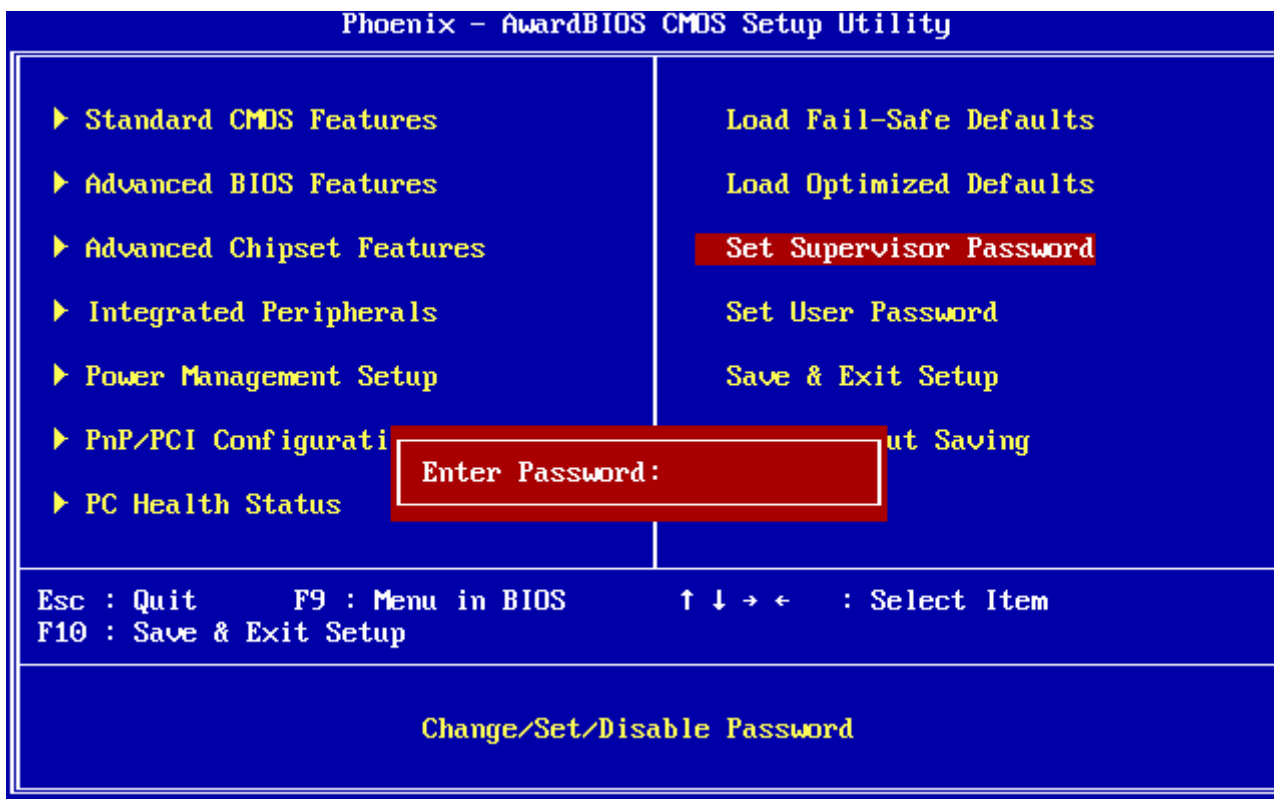 Phoenix - AwardBIOS CMOS Setup Utility
Standard CMOS Features
Advanced BIOS Features
Advanced Chipset Features
Integrated Peripherals
Power Management Setup
PnP/PCI Configurati
PC Health Status
Load Fail-Safe Defaults
Load Optimized Defaults
Set Supervisor Password
Set User Password
Save & Exit Setup
ut Saving
Enter Password:
Esc : Quit F9 : Menu in BIOS ↑ ↓ → ← : Select Item
F10 : Save & Exit Setup
Change/Set/Disable Password